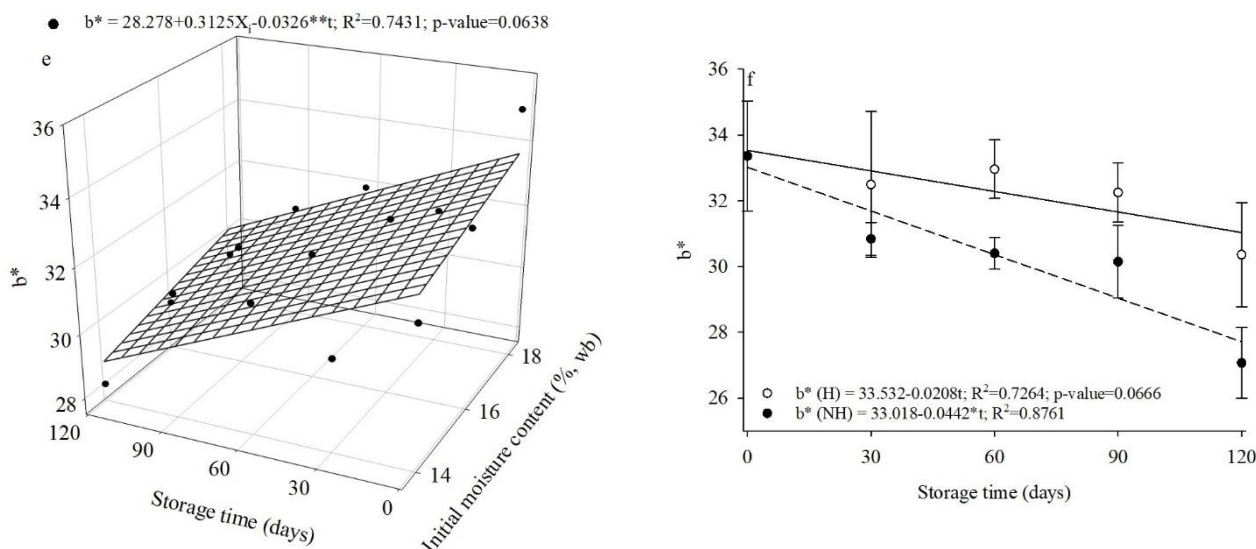 b* = 28.278+0.3125Xᵢ-0.0326**t; R²=0.7431; p-value=0.0638
e
36
34
32
30
28
b*
120
90
60
30
0
Storage time (days)
14
16
18
Initial moisture content (%, wb)
f
36
34
32
30
28
26
b*
b* (H) = 33.532-0.0208t; R²=0.7264; p-value=0.0666
b* (NH) = 33.018-0.0442*t; R²=0.8761
0 30 60 90 120
Storage time (days)